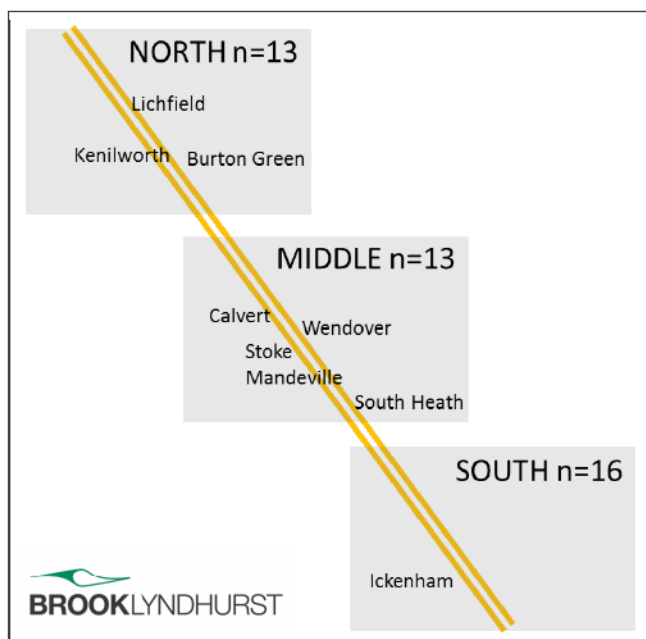 NORTH n=13
Lichfield
Kenilworth
Burton Green
MIDDLE n=13
Calvert
Wendover
Stoke
Mandeville
South Heath
SOUTH n=16
Ickenham
BROOKLYNDHURST